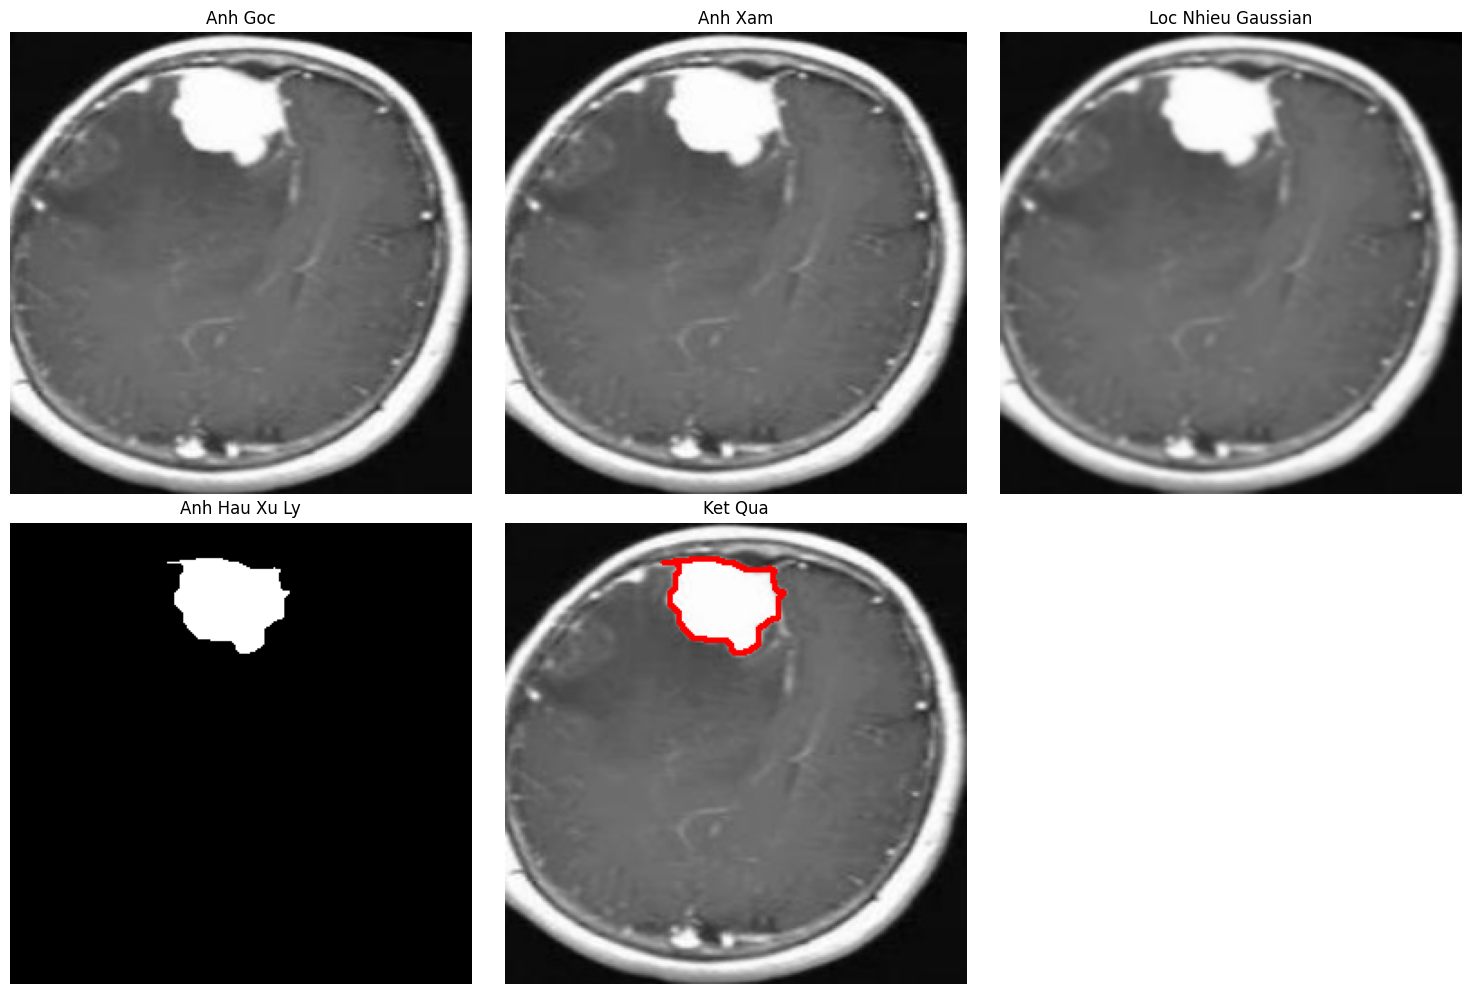 Anh Goc
Anh Xam
Loc Nhieu Gaussian
Anh Hau Xu Ly
Ket Qua